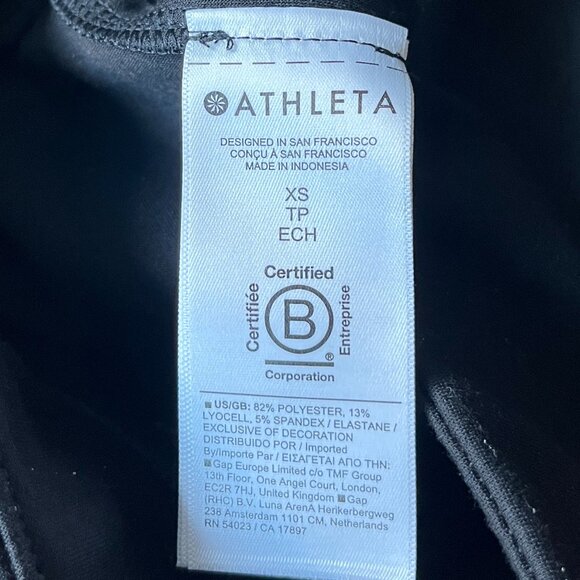 ATHLETA
DESIGNED IN SAN FRANCISCO
CONÇU À SAN FRANCISCO
MADE IN INDONESIA
XS
TP
ECH
Certified
Certifiée
B
Entreprise
®
Corporation
US/GB: 82% POLYESTER, 13%
LYOCELL, 5% SPANDEX / ELASTANE /
EXCLUSIVE OF DECORATION
DISTRIBUIDO POR / Imported
By/Importe Par / ΕΙΣΑΓΕΤΑΙ ΑΠΟ ΤΗΝ:
Gap Europe Limited c/o TMF Group
13th Floor, One Angel Court, London,
EC2R 7HJ, United Kingdom Gap
(RHC) B.V. Luna ArenA Herikerbergweg
238 Amsterdam 1101 CM, Netherlands
RN 54023 / CA 17897